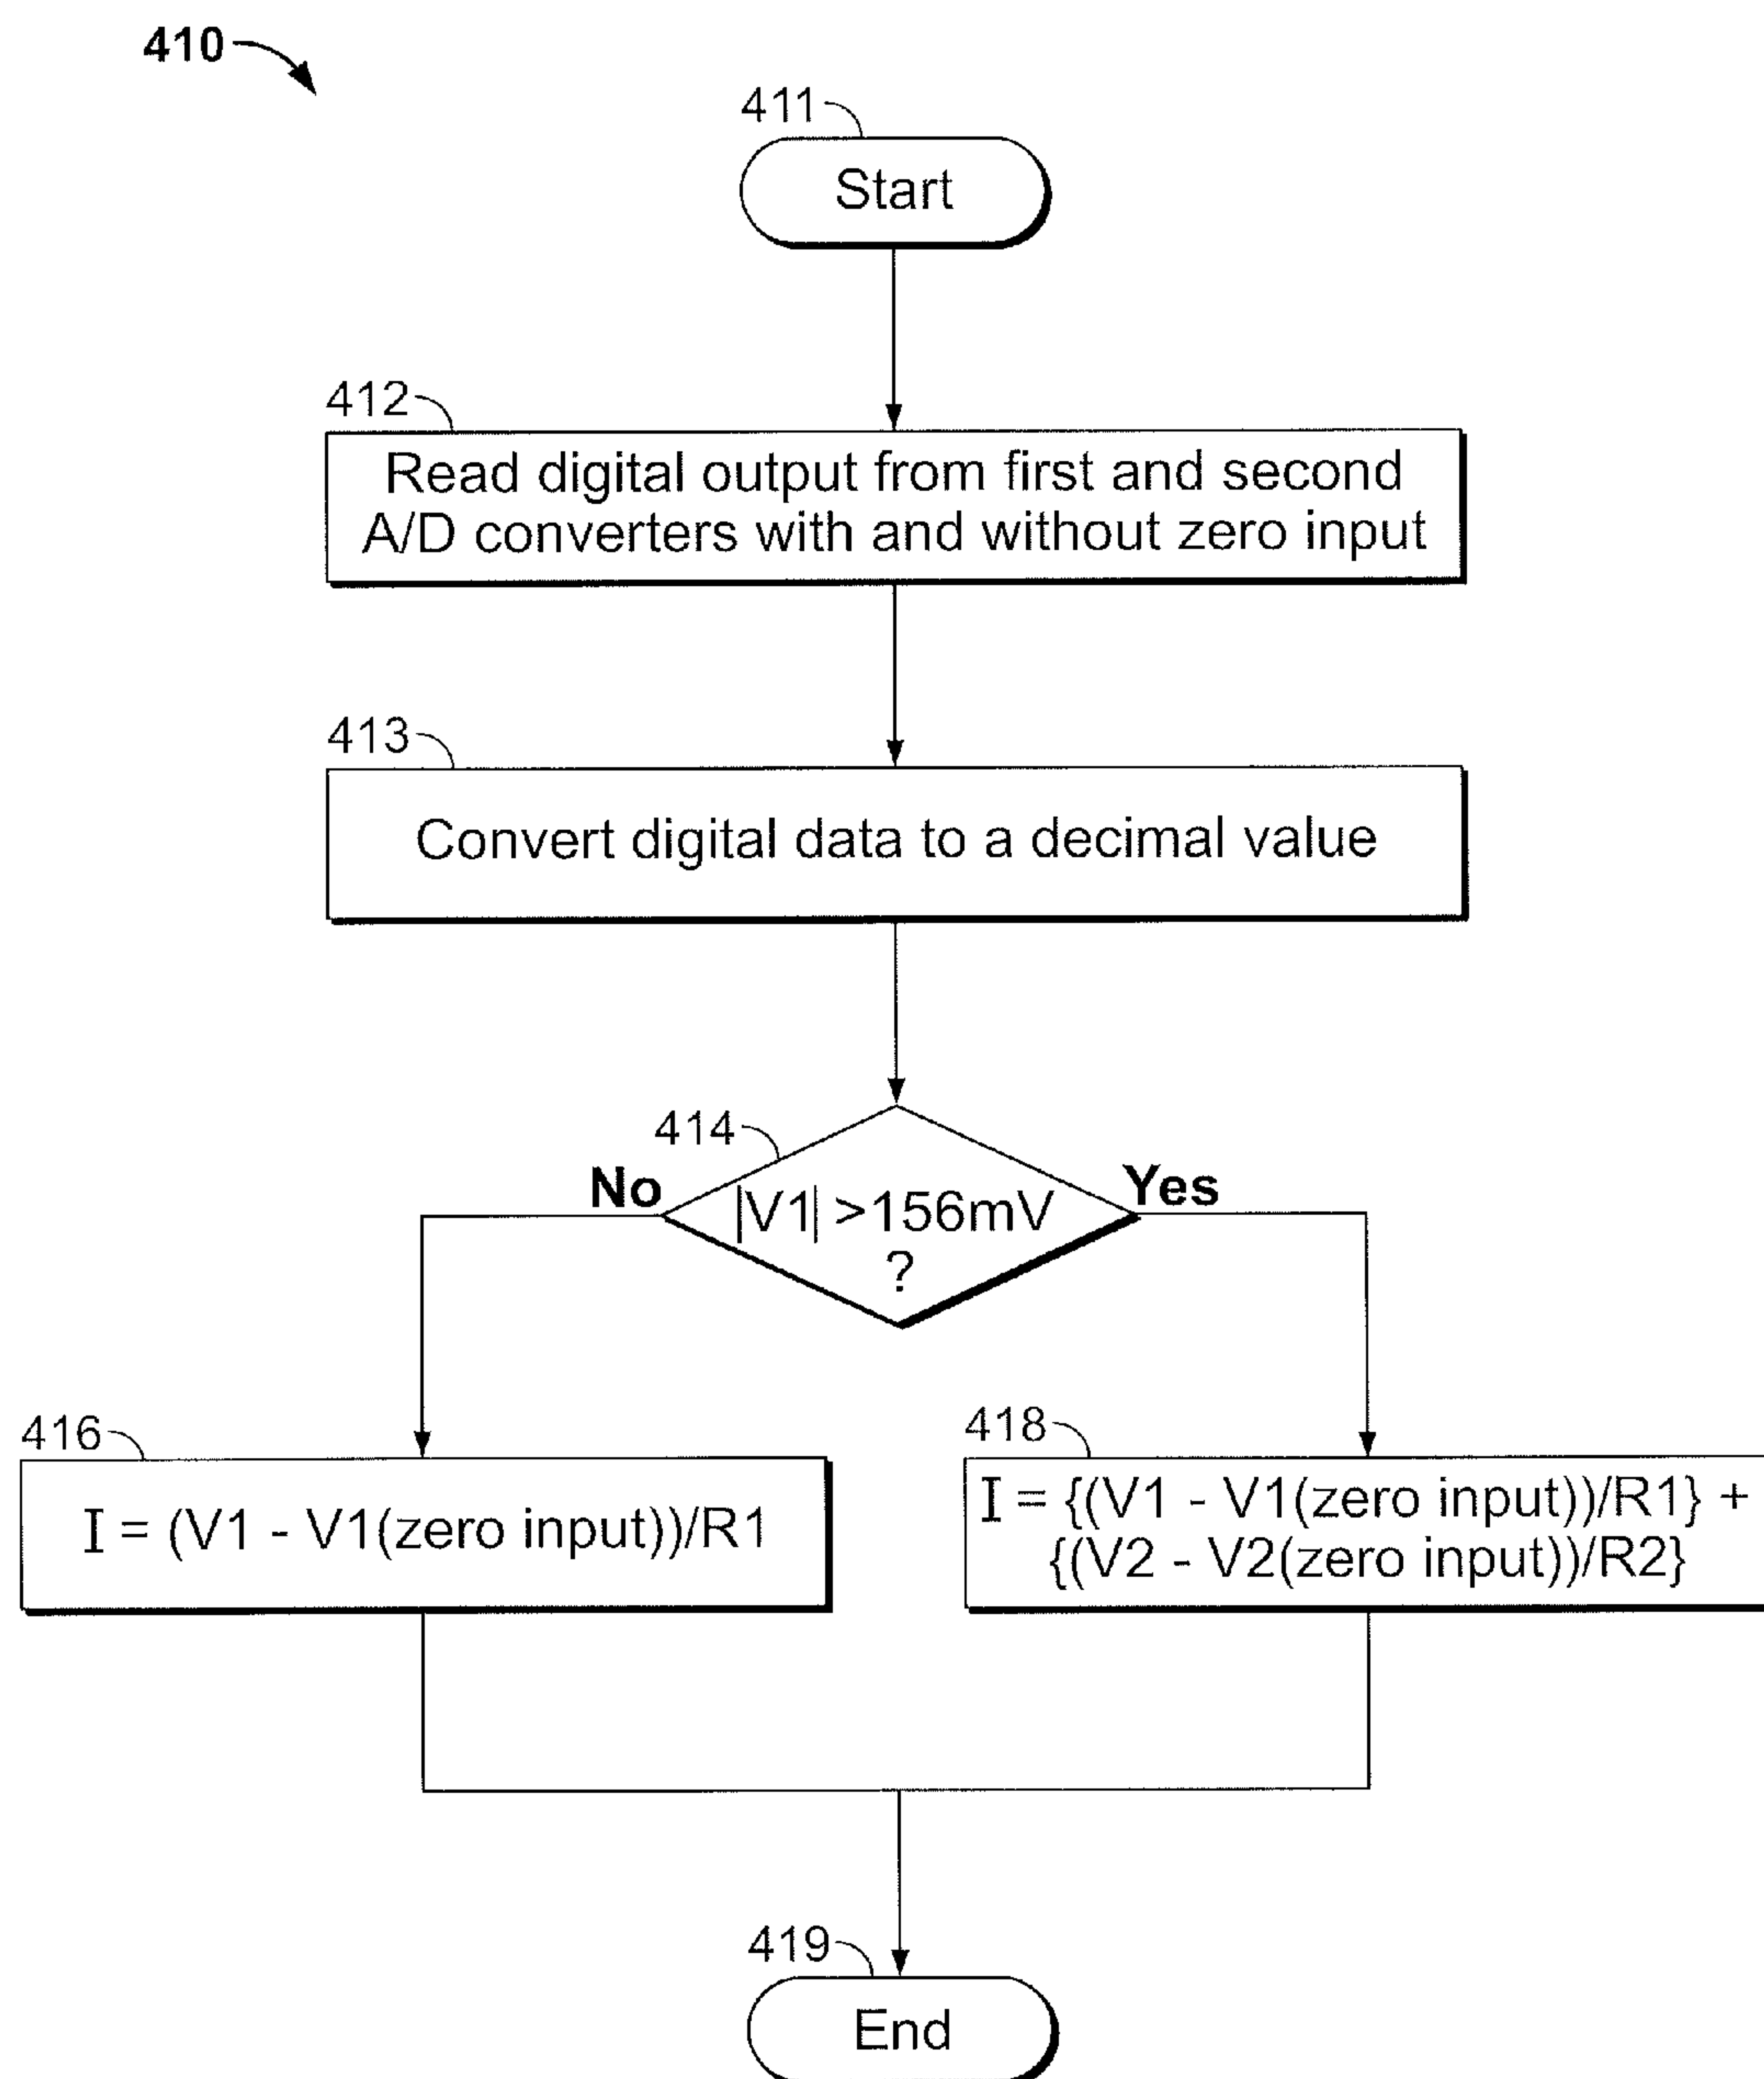 410
411
Start
412
Read digital output from first and second
A/D converters with and without zero input
413
Convert digital data to a decimal value
414
No
|V1| >156mV
?
Yes
416
I = (V1 - V1(zero input))/R1
418
I = {(V1 - V1(zero input))/R1} +
{(V2 - V2(zero input))/R2}
419
End